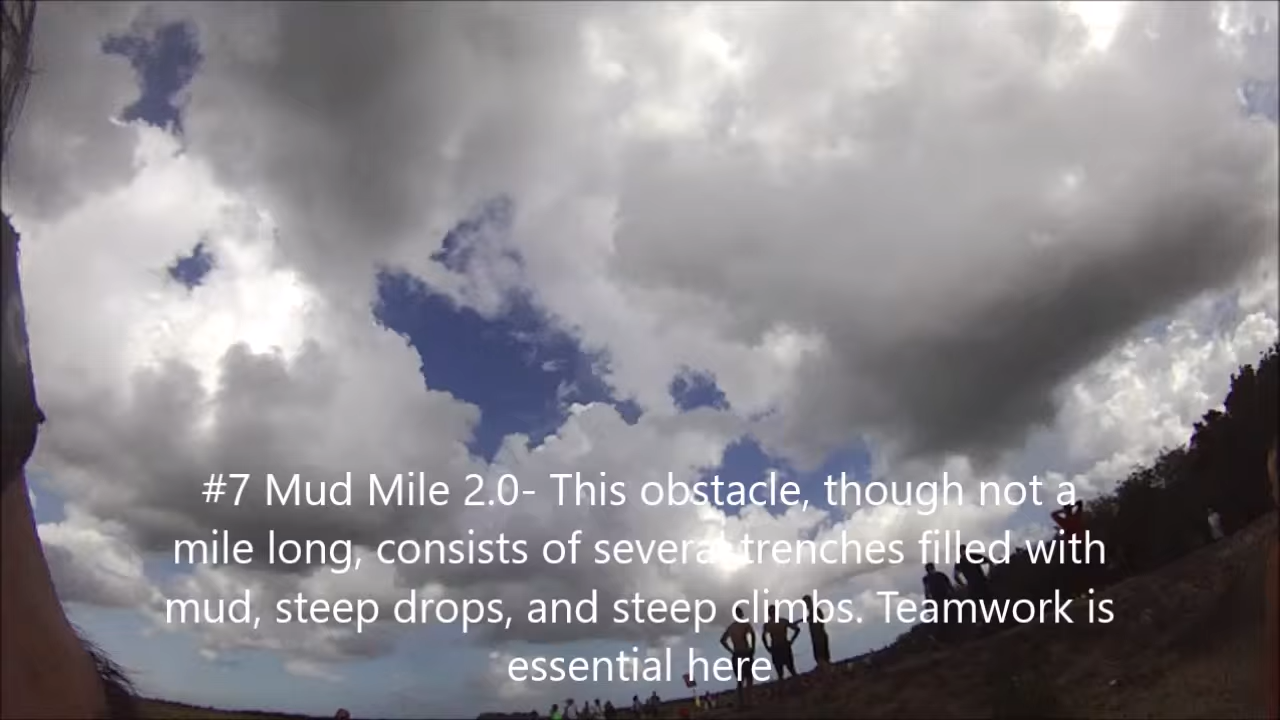 #7 Mud Mile 2.0- This obstacle, though not a
mile long, consists of several trenches filled with
mud, steep drops, and steep climbs. Teamwork is
essential here